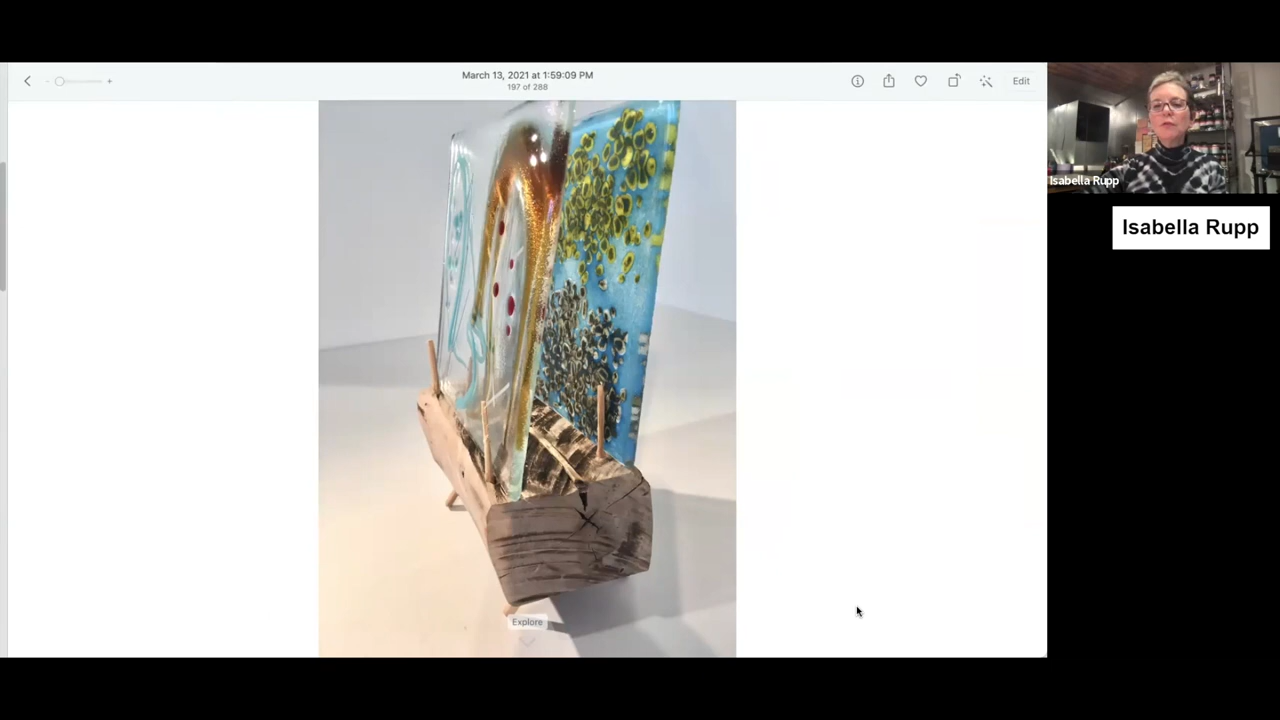 March 13, 2021 at 1:59:09 PM
197 of 288
Edit
Isabella Rupp
Isabella Rupp
Explore